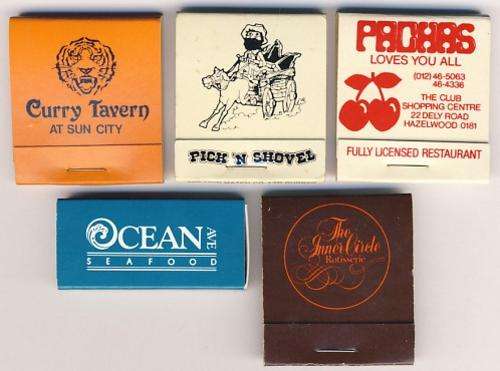 Curry Tavern
AT SUN CITY
PICK 'N SHOVEL
PACHAS
LOVES YOU ALL
(012) 46-5063
46-4336
THE CLUB
SHOPPING CENTRE
22 DELY ROAD
HAZELWOOD 0181
FULLY LICENSED RESTAURANT
OCEAN AVE
SEAFOOD
The
Inner Circle
Rotisserie